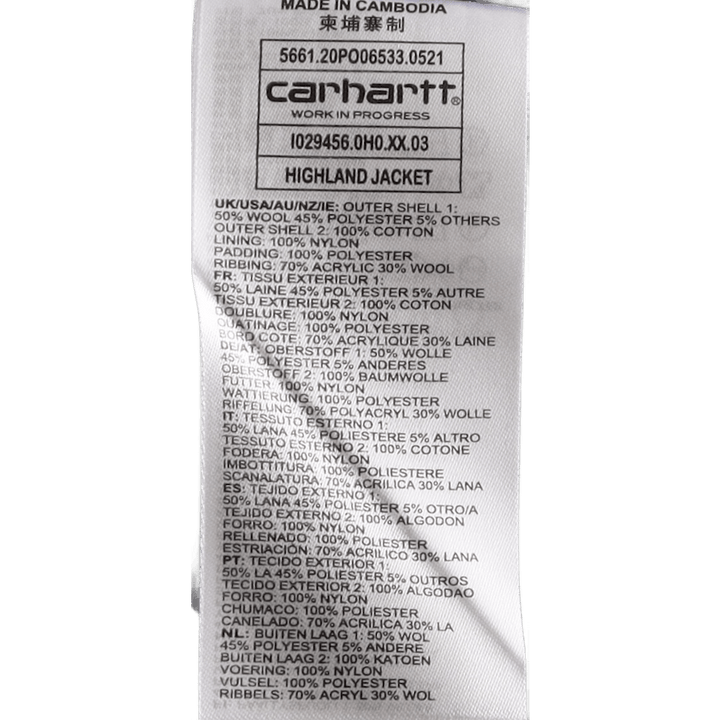 MADE IN CAMBODIA
柬埔寨制
5661.20PO06533.0521
carhartt®
WORK IN PROGRESS
I029456.0H0.XX.03
HIGHLAND JACKET
UK/USA/AU/NZ/IE: OUTER SHELL 1:
50% WOOL 45% POLYESTER 5% OTHERS
OUTER SHELL 2: 100% COTTON
LINING: 100% NYLON
PADDING: 100% POLYESTER
RIBBING: 70% ACRYLIC 30% WOOL
FR: TISSU EXTERIEUR 1:
50% LAINE 45% POLYESTER 5% AUTRE
TISSU EXTERIEUR 2: 100% COTON
DOUBLURE: 100% NYLON
OUATINAGE: 100% POLYESTER
BORD COTE: 70% ACRYLIQUE 30% LAINE
DE/AT: OBERSTOFF 1: 50% WOLLE
45% POLYESTER 5% ANDERES
OBERSTOFF 2: 100% BAUMWOLLE
FUTTER: 100% NYLON
WATTIERUNG: 100% POLYESTER
RIFFELUNG: 70% POLYACRYL 30% WOLLE
IT: TESSUTO ESTERNO 1:
50% LANA 45% POLIESTERE 5% ALTRO
TESSUTO ESTERNO 2: 100% COTONE
FODERA: 100% NYLON
IMBOTTITURA: 100% POLIESTERE
SCANALATURA: 70% ACRILICA 30% LANA
ES: TEJIDO EXTERNO 1:
50% LANA 45% POLIESTER 5% OTRO/A
TEJIDO EXTERNO 2: 100% ALGODON
FORRO: 100% NYLON
RELLENADO: 100% POLIESTER
ESTRIACIÓN: 70% ACRILICO 30% LANA
PT: TECIDO EXTERIOR 1:
50% LA 45% POLIESTER 5% OUTROS
TECIDO EXTERIOR 2: 100% ALGODAO
FORRO: 100% NYLON
CHUMACO: 100% POLIESTER
CANELADO: 70% ACRILICA 30% LA
NL: BUITEN LAAG 1: 50% WOL
45% POLYESTER 5% ANDERE
BUITEN LAAG 2: 100% KATOEN
VOERING: 100% NYLON
VULSEL: 100% POLYESTER
RIBBELS: 70% ACRYL 30% WOL